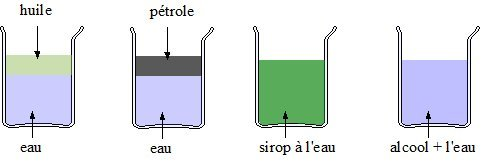 huile
pétrole
eau
eau
sirop à l'eau
alcool + l'eau